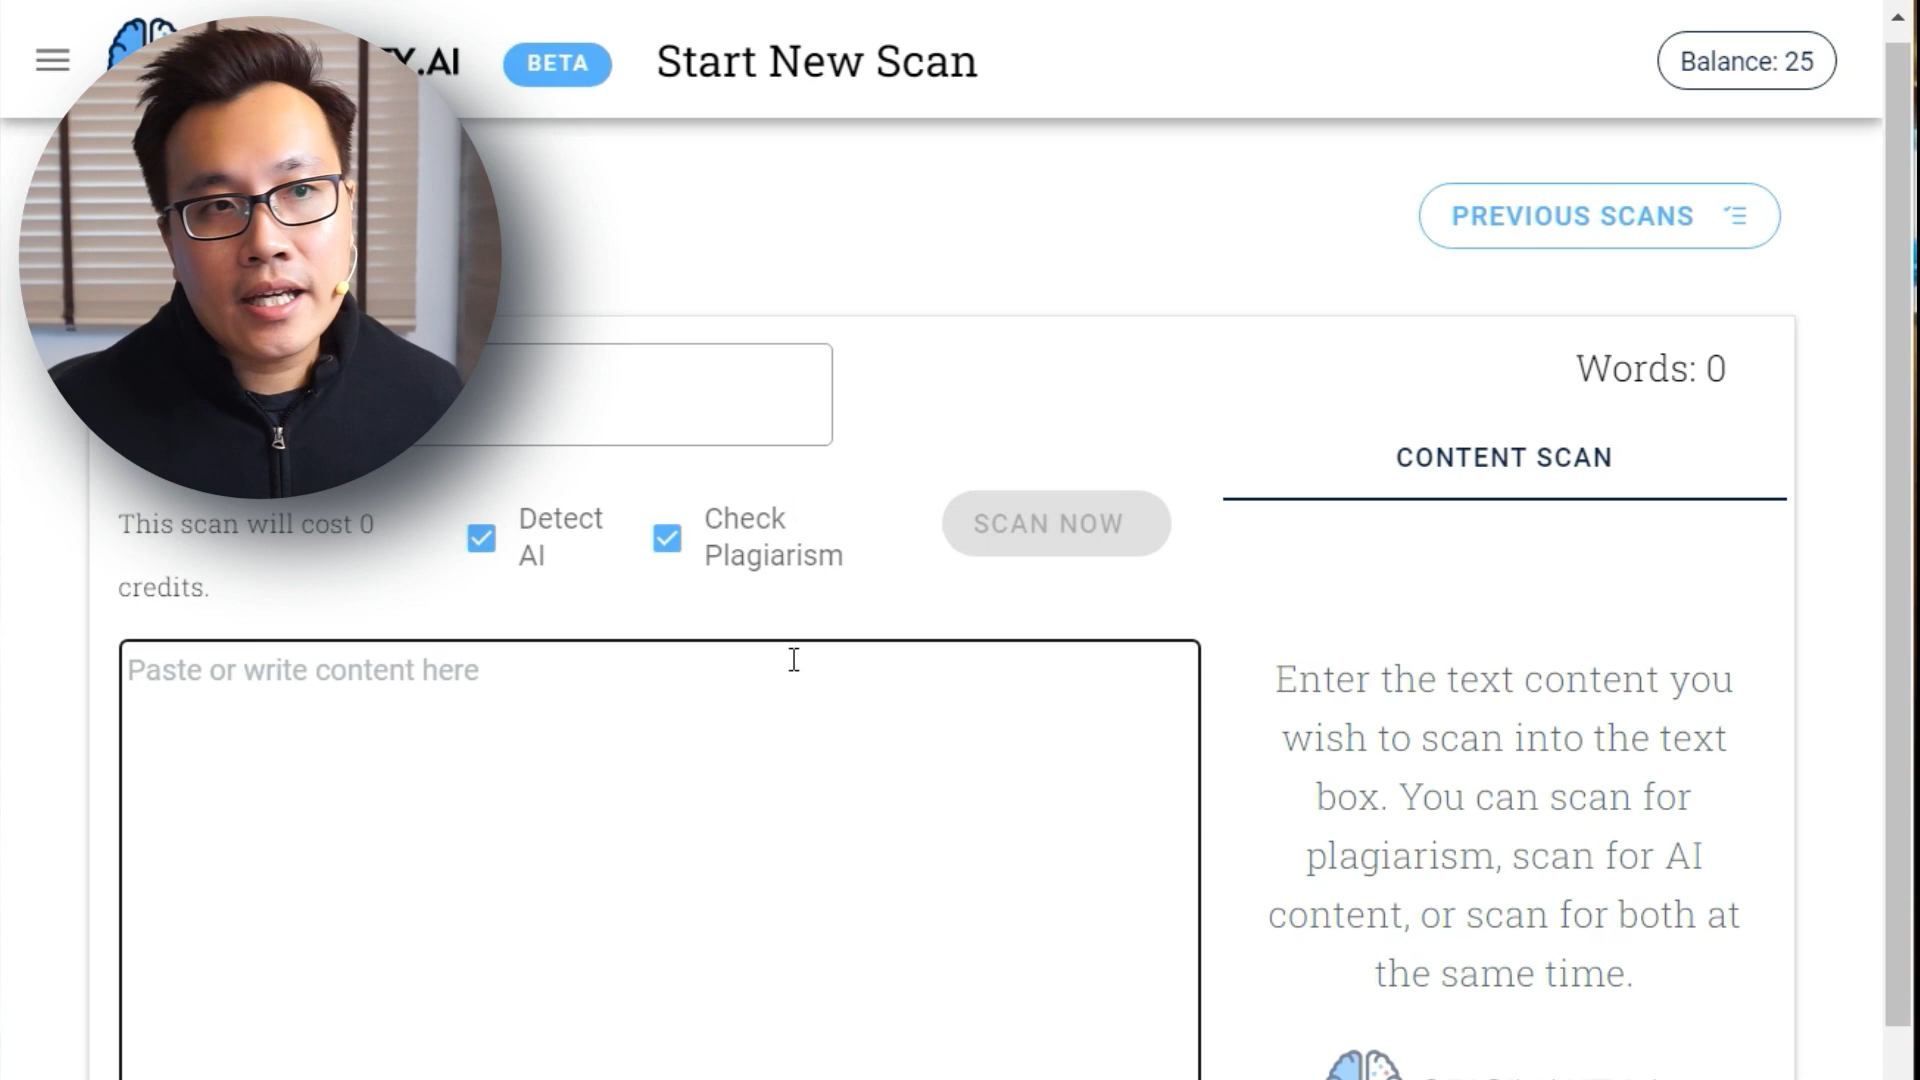 Y.AI BETA Start New Scan Balance: 25
PREVIOUS SCANS
Words: 0
CONTENT SCAN
This scan will cost 0
credits.
Detect
AI
Check
Plagiarism
SCAN NOW
Paste or write content here
Enter the text content you
wish to scan into the text
box. You can scan for
plagiarism, scan for AI
content, or scan for both at
the same time.